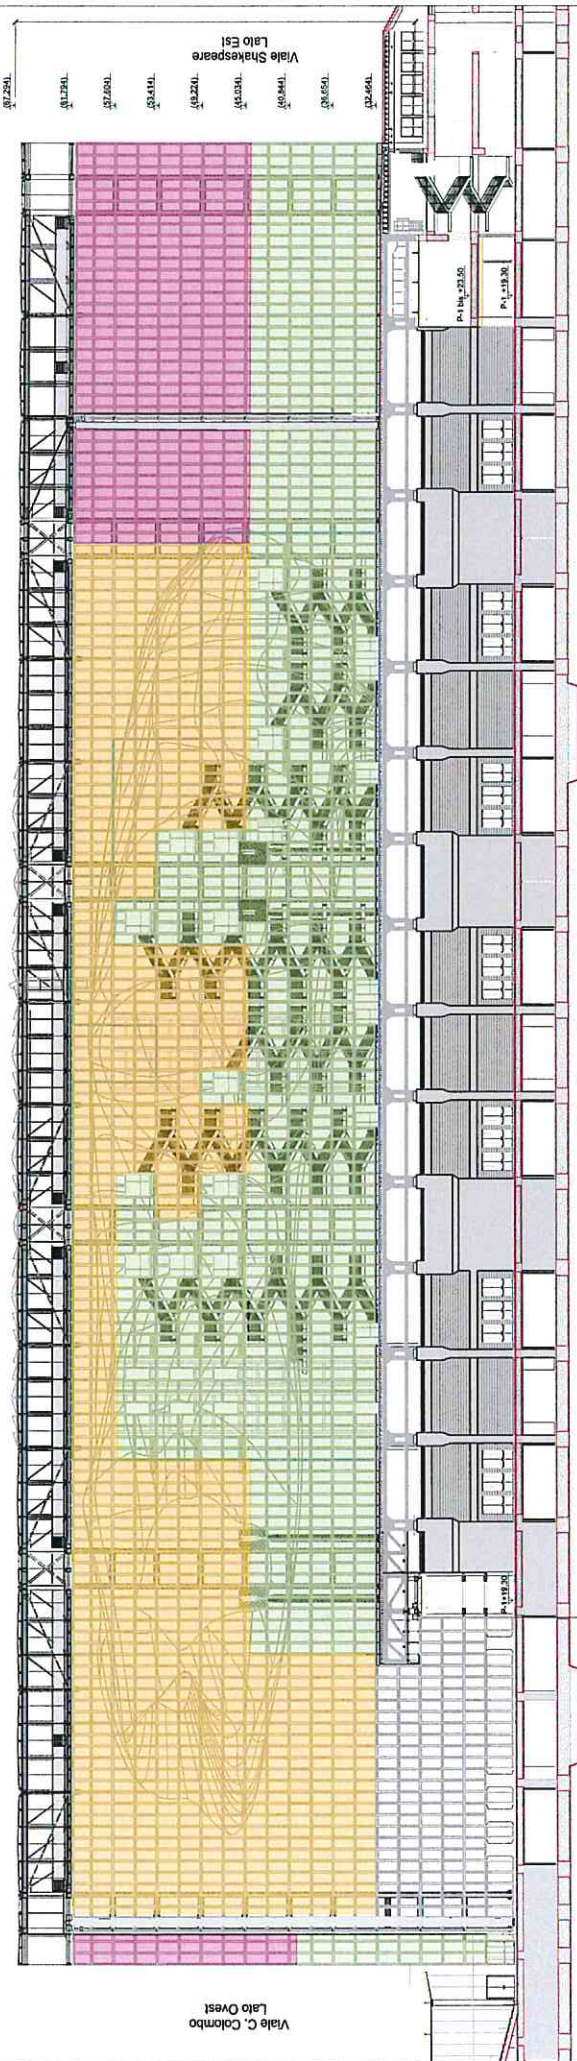 Viale Shakespeare
Lato Est
(67.294)
(61.794)
(57.604)
(53.414)
(49.224)
(45.034)
(40.844)
(36.654)
(32.464)
P-1 bis +23.50
P-1 +19.30
P-1+19.30
Viale C. Colombo
Lato Ovest